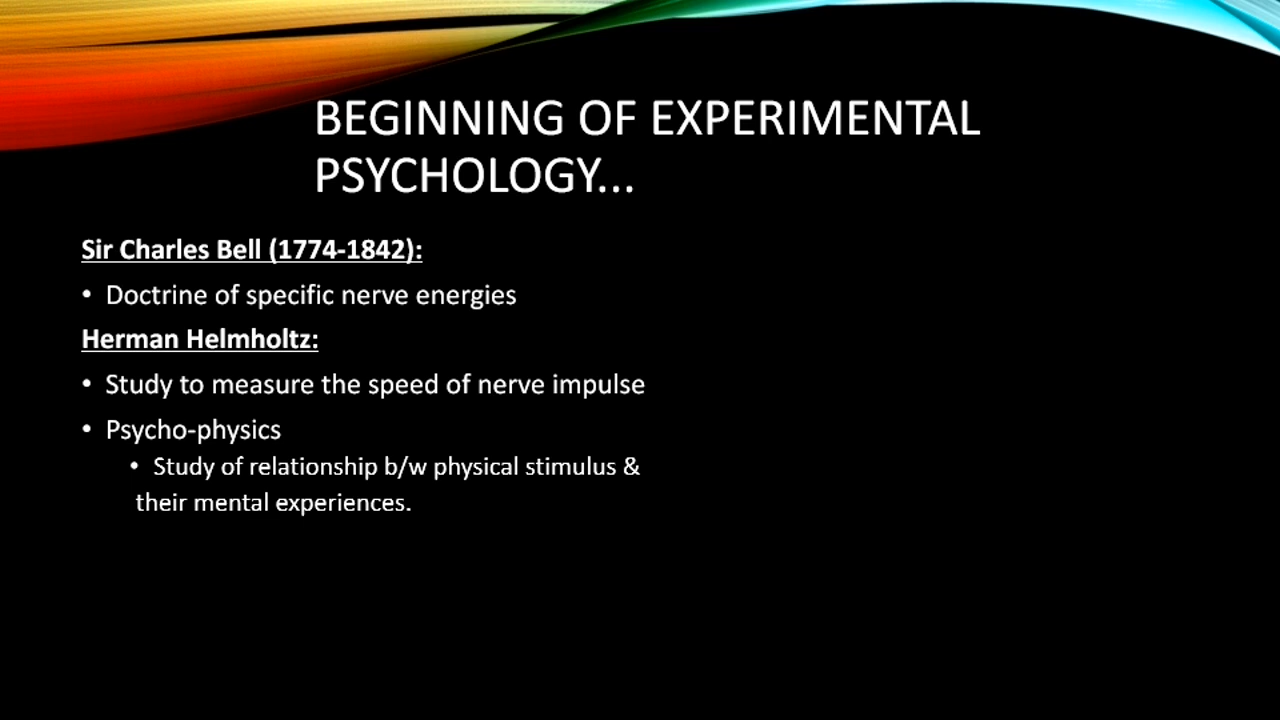 BEGINNING OF EXPERIMENTAL
PSYCHOLOGY...
Sir Charles Bell (1774-1842):
• Doctrine of specific nerve energies
Herman Helmholtz:
• Study to measure the speed of nerve impulse
• Psycho-physics
• Study of relationship b/w physical stimulus &
their mental experiences.